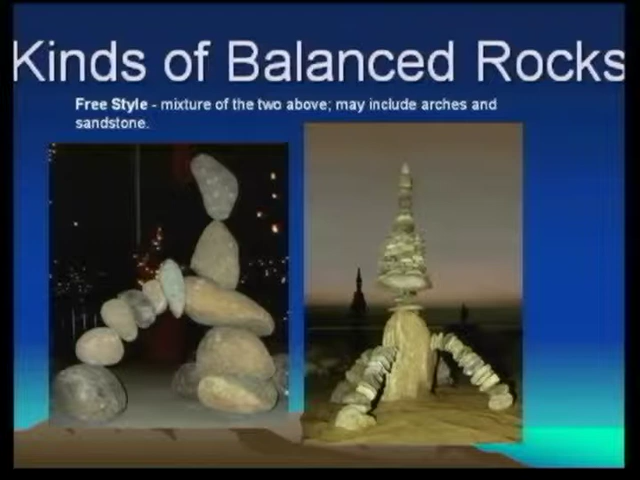 Kinds of Balanced Rocks
Free Style - mixture of the two above; may include arches and
sandstone.